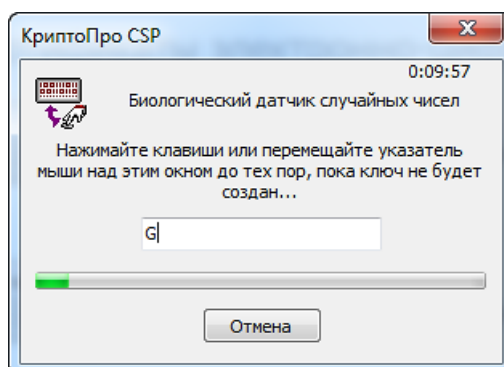 КриптоПро CSP
0:09:57
Биологический датчик случайных чисел
Нажимайте клавиши или перемещайте указатель
мыши над этим окном до тех пор, пока ключ не будет
создан...
G
Отмена